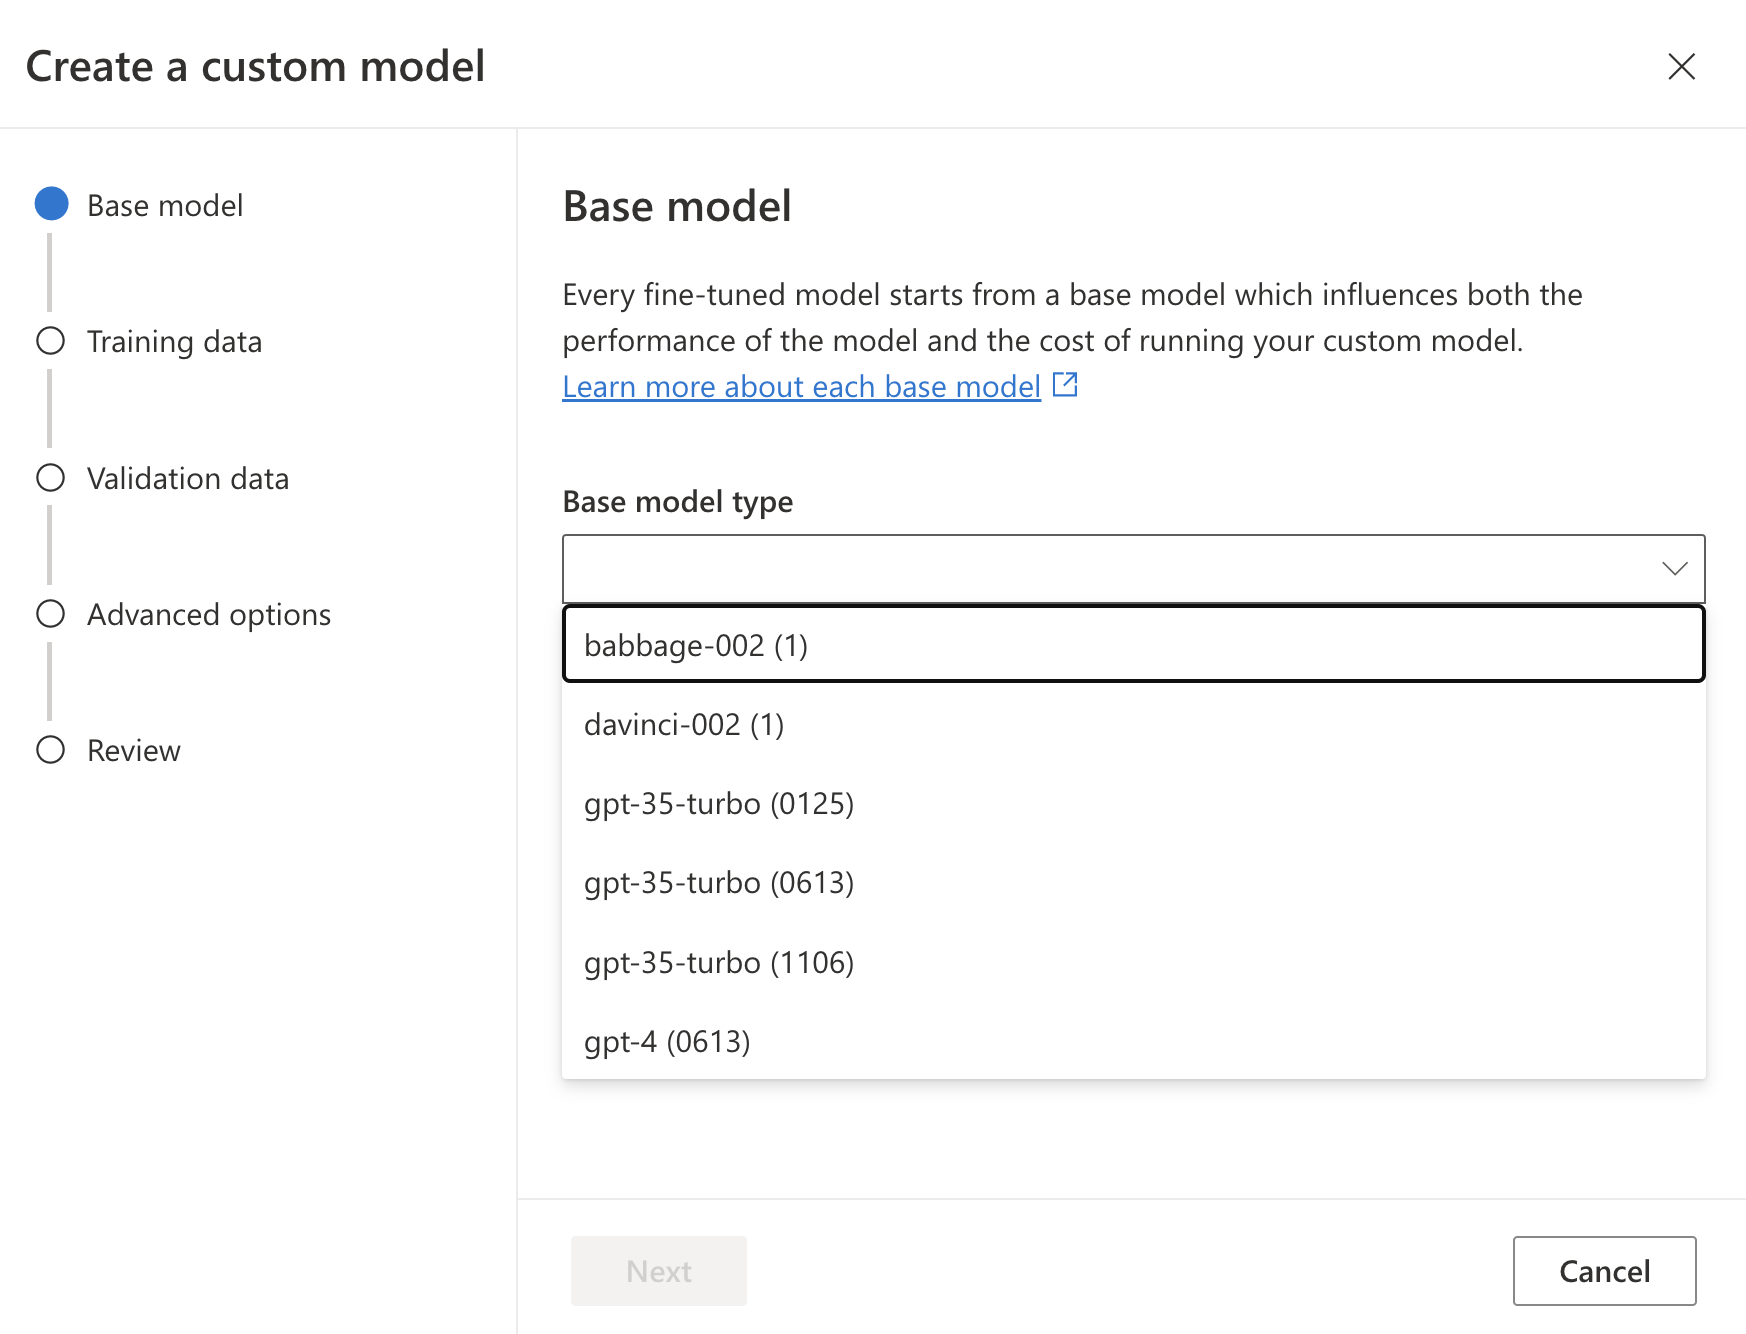 Create a custom model
Base model
Training data
Validation data
Advanced options
Review
Base model
Every fine-tuned model starts from a base model which influences both the
performance of the model and the cost of running your custom model.
Learn more about each base model
Base model type
babbage-002 (1)
davinci-002 (1)
gpt-35-turbo (0125)
gpt-35-turbo (0613)
gpt-35-turbo (1106)
gpt-4 (0613)
Next
Cancel